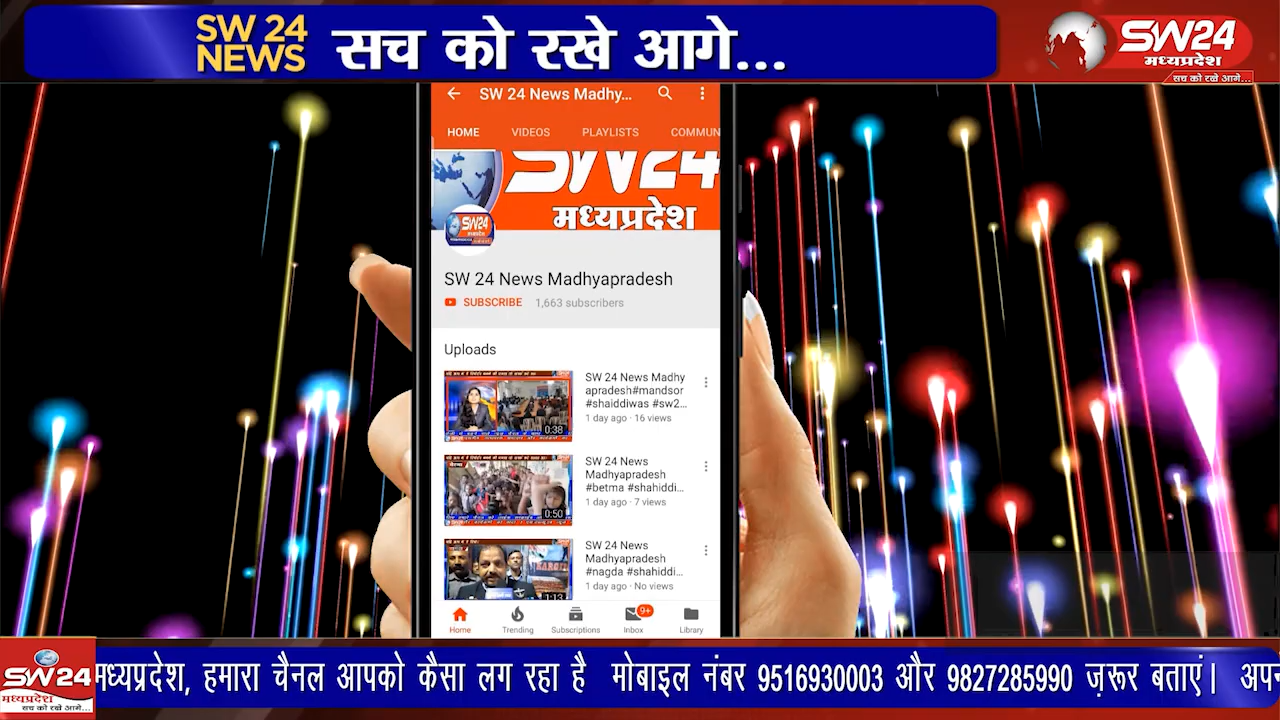 SW 24
NEWS
सच को रखे आगे...
SW24
मध्यप्रदेश
सच को रखे आगे...
SW 24 News Madhy...
HOME VIDEOS PLAYLISTS COMMUN
SW24
मध्यप्रदेश
SW24
SW 24 News Madhyapradesh
SUBSCRIBE 1,663 subscribers
Uploads
SW 24 News Madhy
apradesh#mandsor
#shaiddiwas #sw2...
1 day ago · 16 views
0:38
SW 24 News
Madhyapradesh
#betma #shahiddi...
1 day ago · 7 views
0:50
SW 24 News
Madhyapradesh
#nagda #shahiddi...
1 day ago · No views
1:13
9+
Home Trending Subscriptions Inbox Library
SW24
मध्यप्रदेश
सच को रखे आगे...
मध्यप्रदेश, हमारा चैनल आपको कैसा लग रहा है मोबाइल नंबर 9516930003 और 9827285990 ज़रूर बताएं। अपन